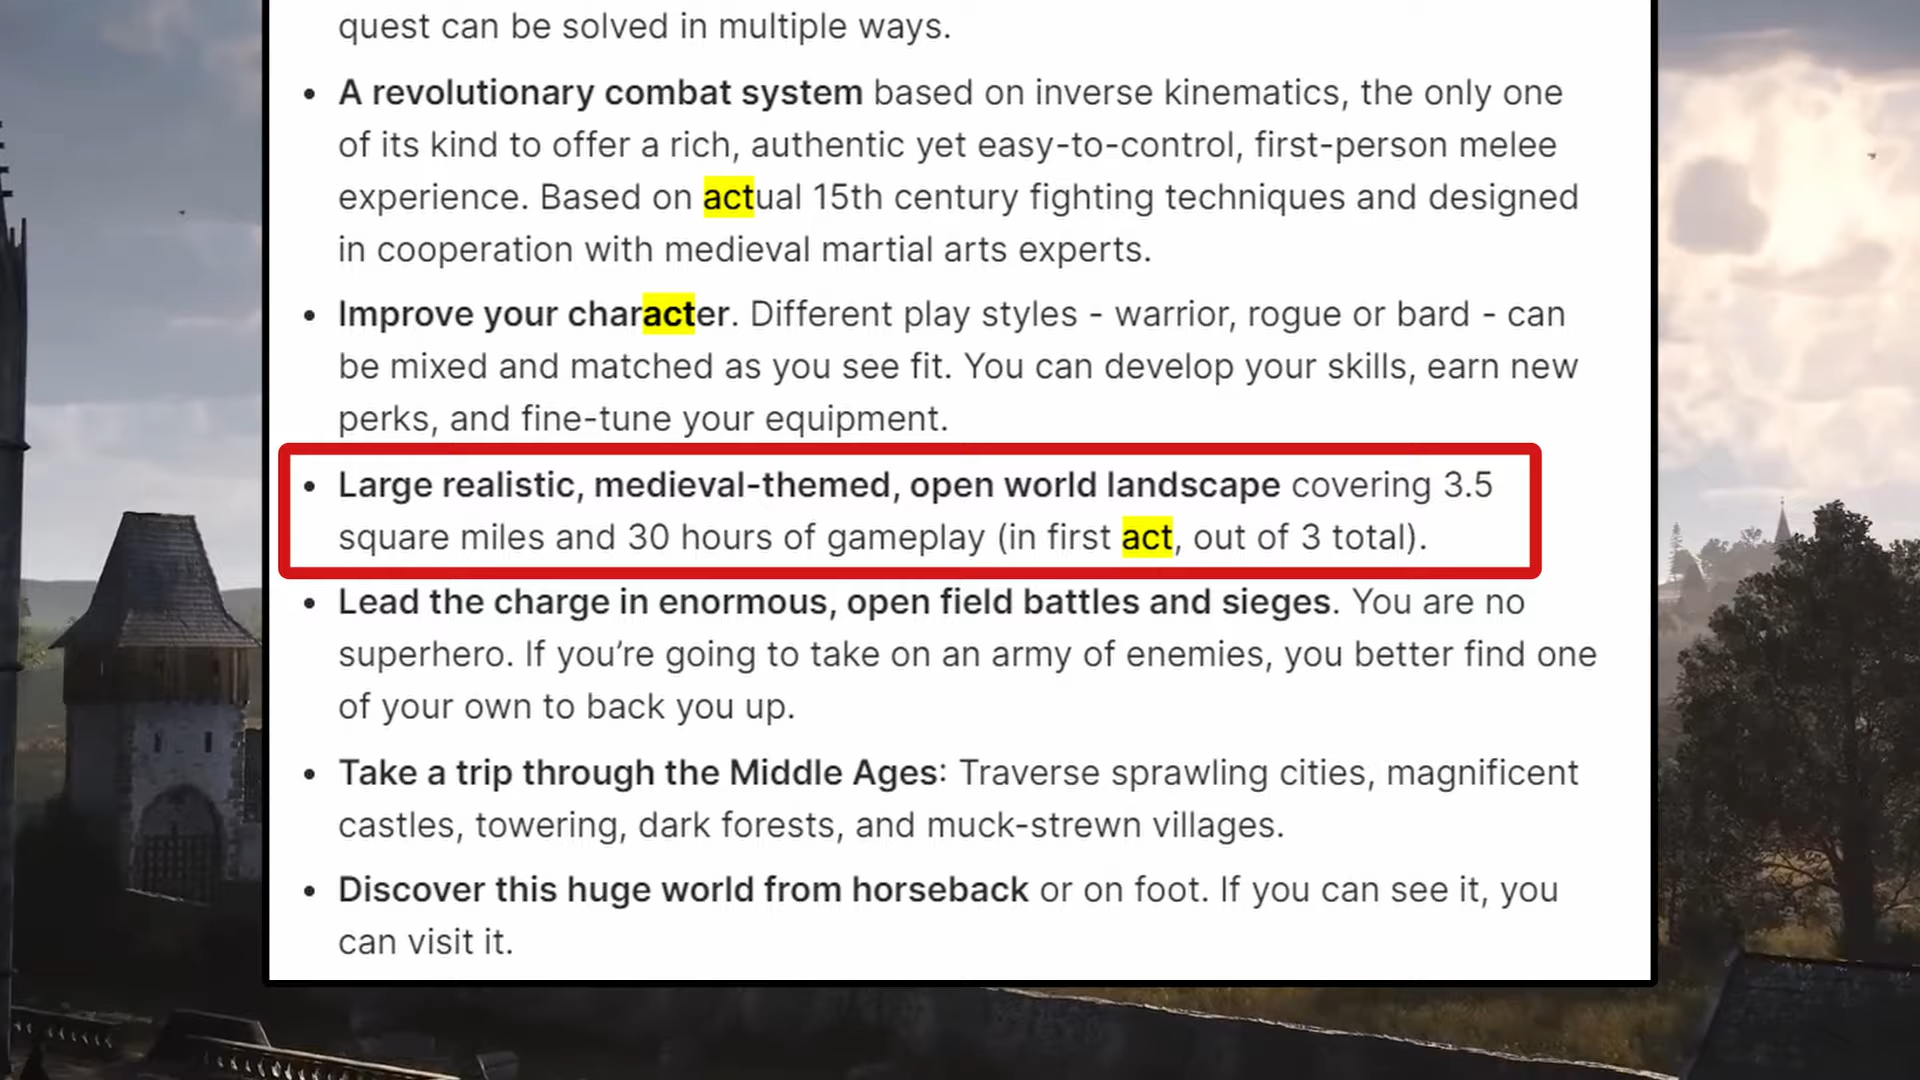 quest can be solved in multiple ways.
• A revolutionary combat system based on inverse kinematics, the only one
of its kind to offer a rich, authentic yet easy-to-control, first-person melee
experience. Based on actual 15th century fighting techniques and designed
in cooperation with medieval martial arts experts.
• Improve your character. Different play styles - warrior, rogue or bard - can
be mixed and matched as you see fit. You can develop your skills, earn new
perks, and fine-tune your equipment.
• Large realistic, medieval-themed, open world landscape covering 3.5
square miles and 30 hours of gameplay (in first act, out of 3 total).
• Lead the charge in enormous, open field battles and sieges. You are no
superhero. If you’re going to take on an army of enemies, you better find one
of your own to back you up.
• Take a trip through the Middle Ages: Traverse sprawling cities, magnificent
castles, towering, dark forests, and muck-strewn villages.
• Discover this huge world from horseback or on foot. If you can see it, you
can visit it.